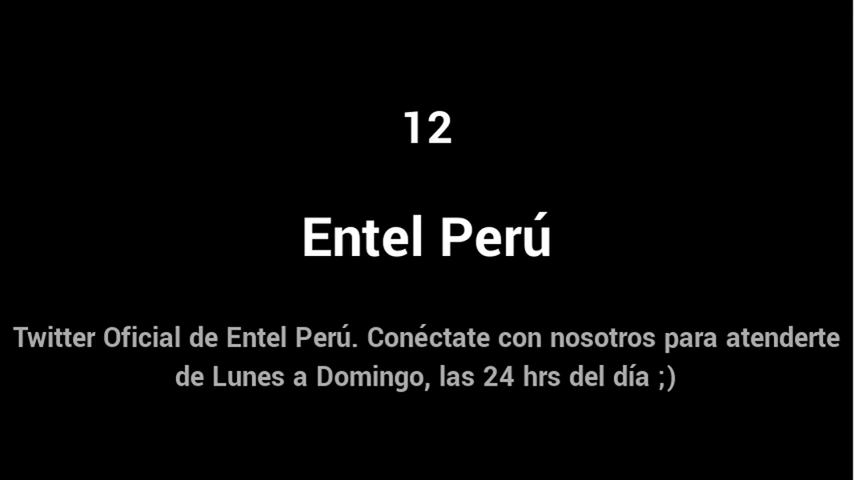 12
Entel Perú
Twitter Oficial de Entel Perú. Conéctate con nosotros para atenderte
de Lunes a Domingo, las 24 hrs del día ;)